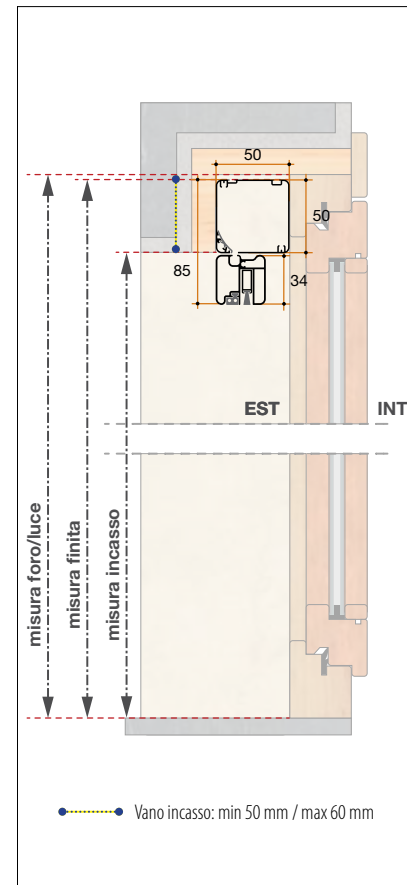 50
50
85
34
EST
INT
misura foro/luce
misura finita
misura incasso
Vano incasso: min 50 mm / max 60 mm